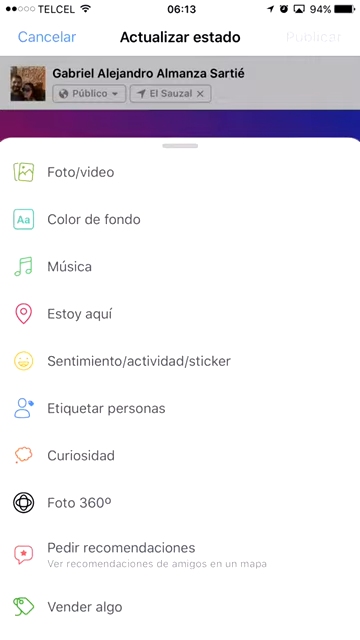 TELCEL 06:13 94%
Cancelar Actualizar estado Publicar
Gabriel Alejandro Almanza Sartié
Público El Sauzal
Foto/video
Aa Color de fondo
Música
Estoy aquí
Sentimiento/actividad/sticker
Etiquetar personas
Curiosidad
Foto 360º
Pedir recomendaciones
Ver recomendaciones de amigos en un mapa
Vender algo